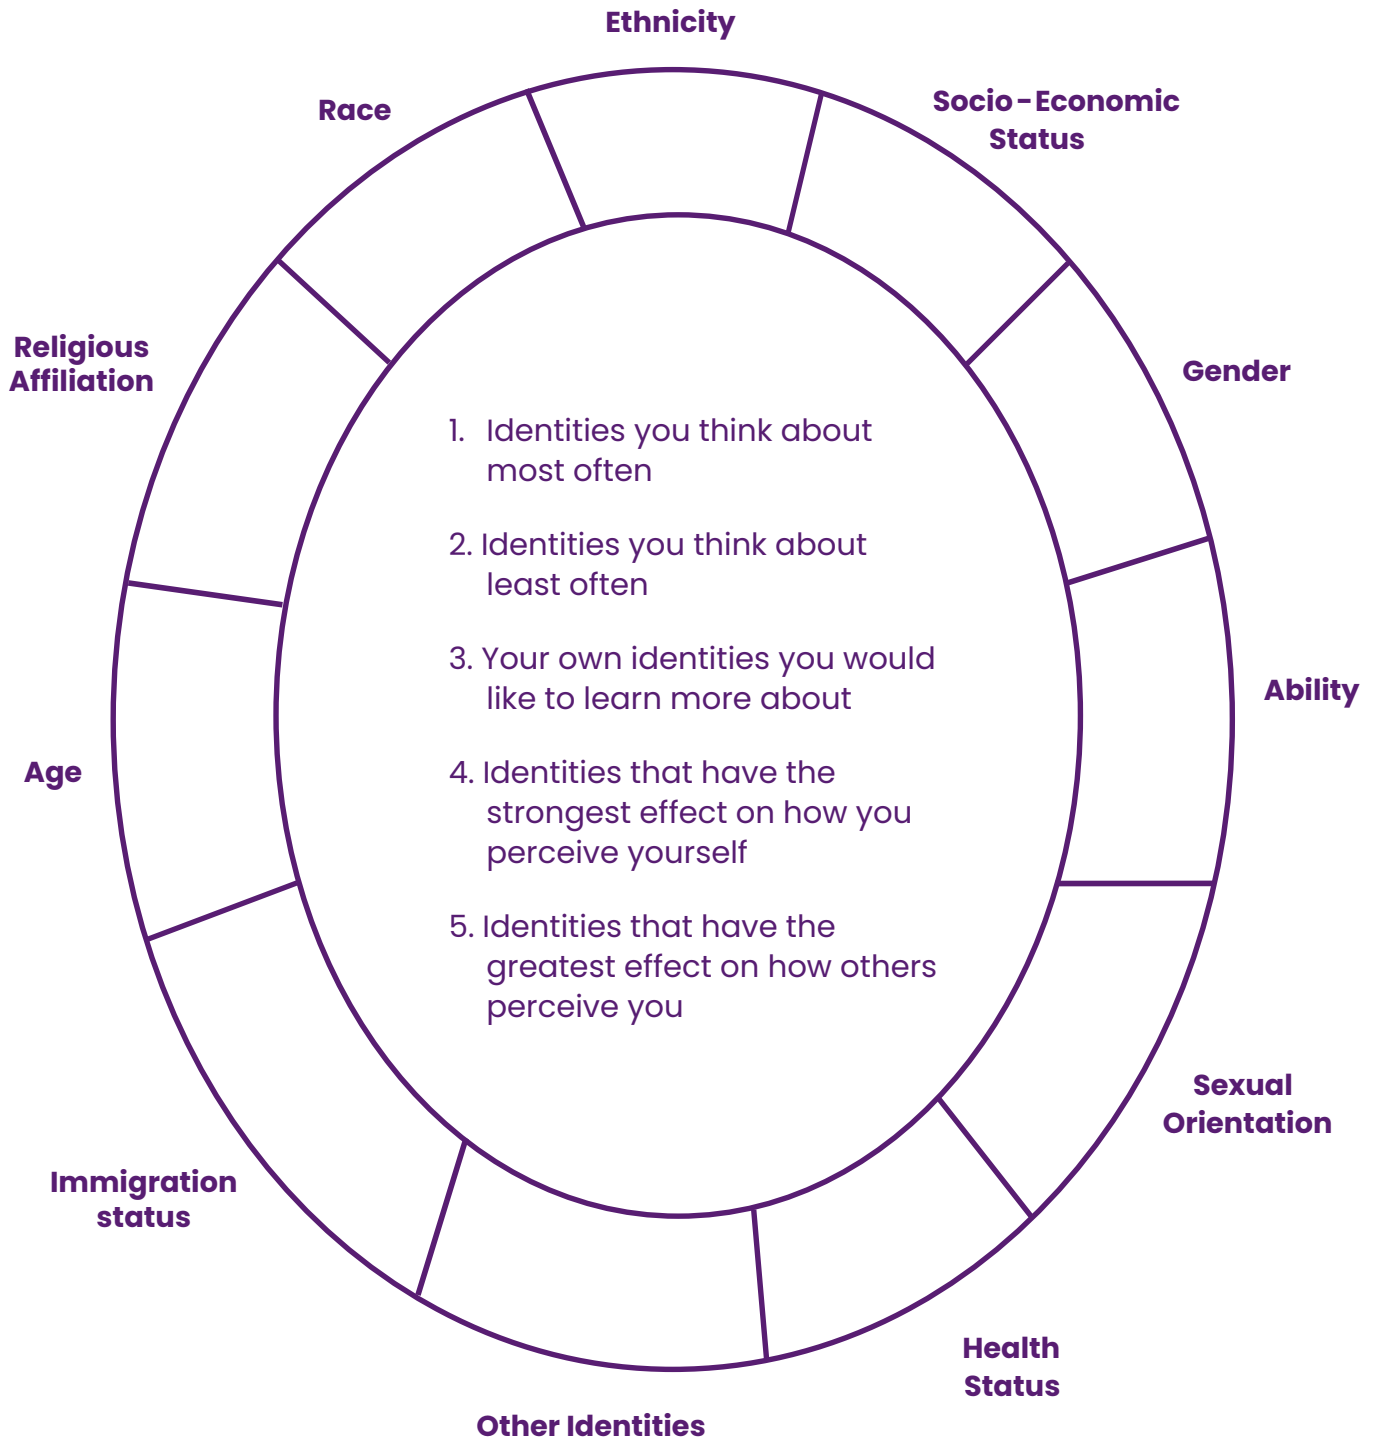 Ethnicity
Race
Socio-Economic
Status
Religious
Affiliation
Gender
1. Identities you think about
most often
2. Identities you think about
least often
3. Your own identities you would
like to learn more about
4. Identities that have the
strongest effect on how you
perceive yourself
5. Identities that have the
greatest effect on how others
perceive you
Ability
Age
Sexual
Orientation
Immigration
status
Health
Status
Other Identities